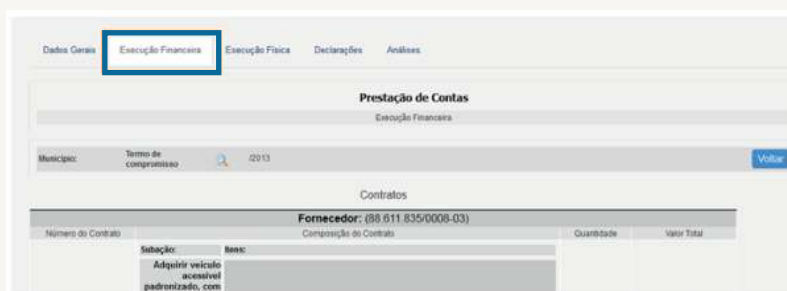 Dados Gerais Execução Financeira Execução Física Declarações Análises
Prestação de Contas
Execução Financeira
Município: Termo de compromisso /2013 Voltar
Contratos
Fornecedor: (88.611.835/0008-03)
Número do Contrato Composição do Contrato Quantidade Valor Total
Subação: Itens:
Adquirir veículo
acessível
padronizado, com